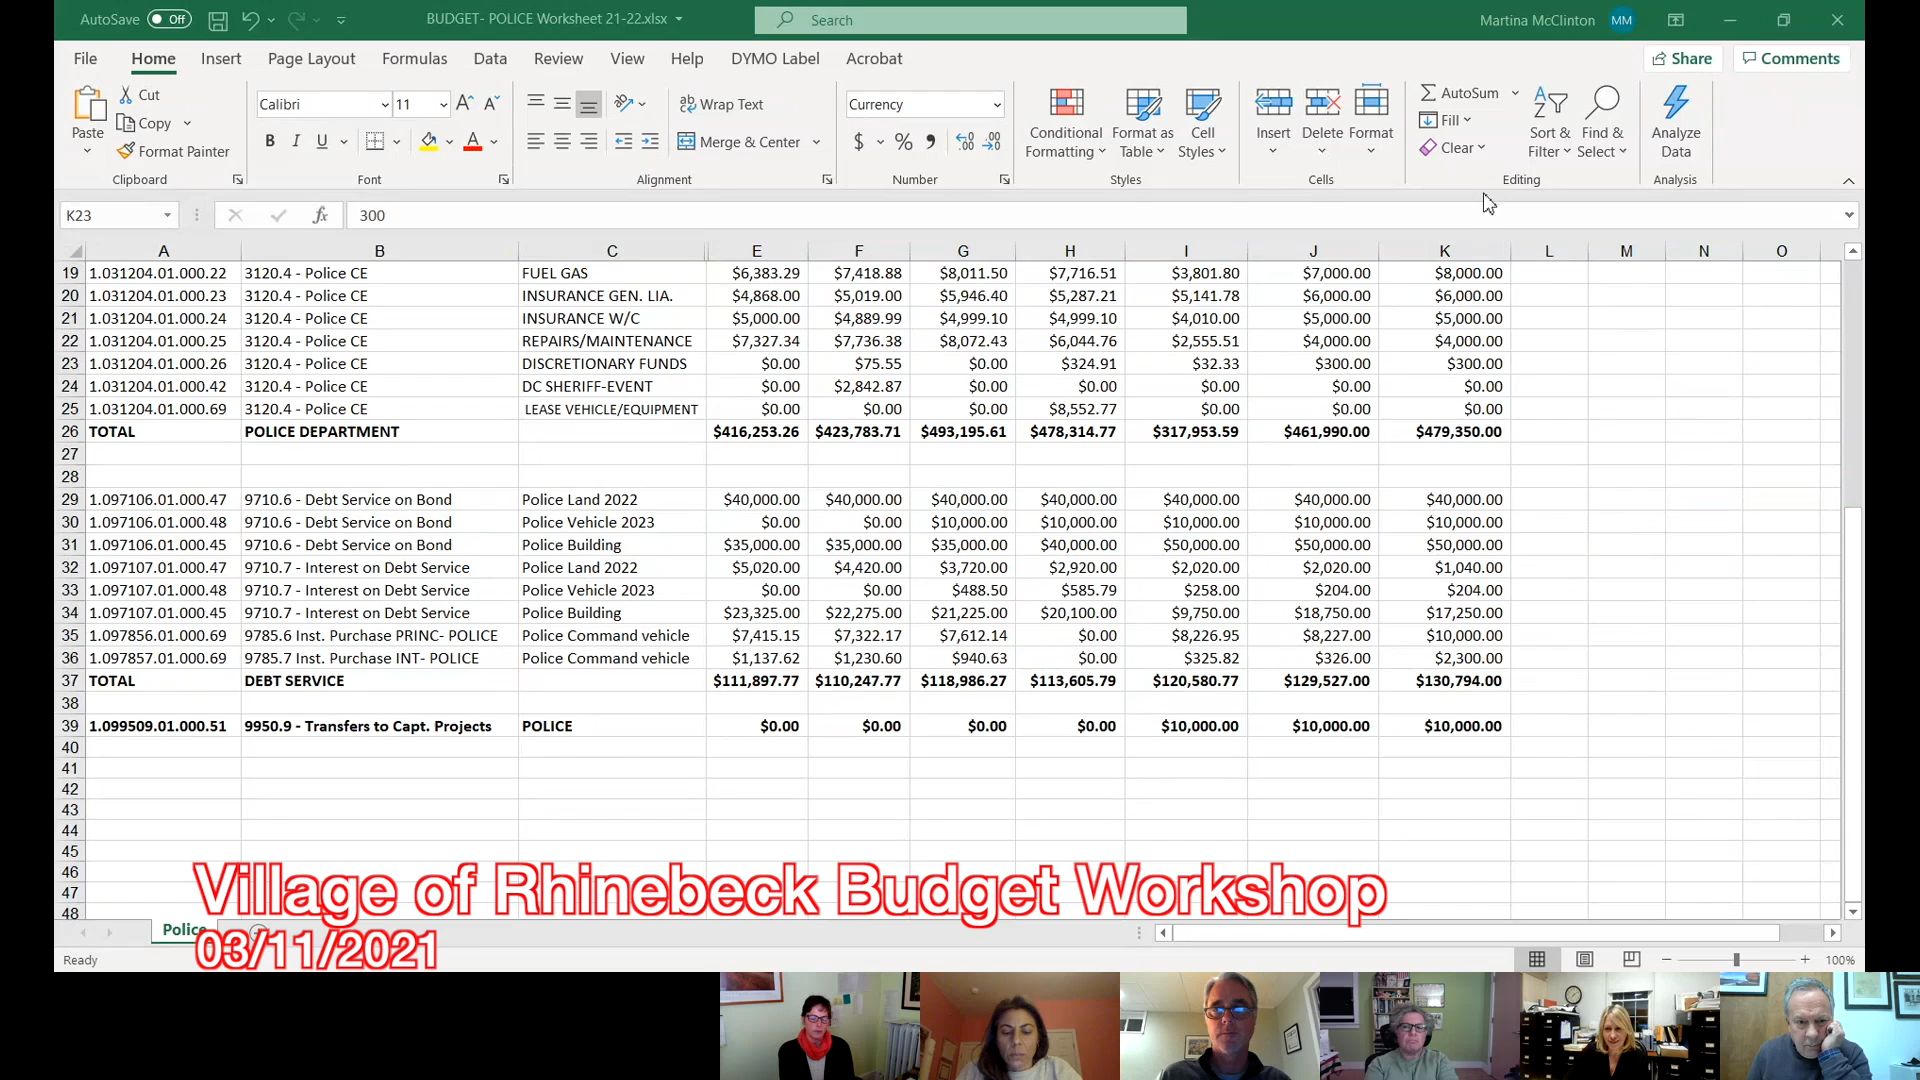 AutoSave Off BUDGET- POLICE Worksheet 21-22.xlsx Search Martina McClinton MM
File Home Insert Page Layout Formulas Data Review View Help DYMO Label Acrobat Share Comments
Cut Calibri 11 Wrap Text Currency AutoSum
Paste Copy Conditional Formatting Format as Table Cell Styles Insert Delete Format Fill Sort & Filter Find & Select Analyze Data
Format Painter B I U A Merge & Center $ % Clear
Clipboard Font Alignment Number Styles Cells Editing Analysis
K23 fx 300
A B C E F G H I J K L M N O
19 1.031204.01.000.22 3120.4 - Police CE FUEL GAS $6,383.29 $7,418.88 $8,011.50 $7,716.51 $3,801.80 $7,000.00 $8,000.00
20 1.031204.01.000.23 3120.4 - Police CE INSURANCE GEN. LIA. $4,868.00 $5,019.00 $5,946.40 $5,287.21 $5,141.78 $6,000.00 $6,000.00
21 1.031204.01.000.24 3120.4 - Police CE INSURANCE W/C $5,000.00 $4,889.99 $4,999.10 $4,999.10 $4,010.00 $5,000.00 $5,000.00
22 1.031204.01.000.25 3120.4 - Police CE REPAIRS/MAINTENANCE $7,327.34 $7,736.38 $8,072.43 $6,044.76 $2,555.51 $4,000.00 $4,000.00
23 1.031204.01.000.26 3120.4 - Police CE DISCRETIONARY FUNDS $0.00 $75.55 $0.00 $324.91 $32.33 $300.00 $300.00
24 1.031204.01.000.42 3120.4 - Police CE DC SHERIFF-EVENT $0.00 $2,842.87 $0.00 $0.00 $0.00 $0.00 $0.00
25 1.031204.01.000.69 3120.4 - Police CE LEASE VEHICLE/EQUIPMENT $0.00 $0.00 $0.00 $8,552.77 $0.00 $0.00 $0.00
26 TOTAL POLICE DEPARTMENT $416,253.26 $423,783.71 $493,195.61 $478,314.77 $317,953.59 $461,990.00 $479,350.00
27
28
29 1.097106.01.000.47 9710.6 - Debt Service on Bond Police Land 2022 $40,000.00 $40,000.00 $40,000.00 $40,000.00 $40,000.00 $40,000.00 $40,000.00
30 1.097106.01.000.48 9710.6 - Debt Service on Bond Police Vehicle 2023 $0.00 $0.00 $10,000.00 $10,000.00 $10,000.00 $10,000.00 $10,000.00
31 1.097106.01.000.45 9710.6 - Debt Service on Bond Police Building $35,000.00 $35,000.00 $35,000.00 $40,000.00 $50,000.00 $50,000.00 $50,000.00
32 1.097107.01.000.47 9710.7 - Interest on Debt Service Police Land 2022 $5,020.00 $4,420.00 $3,720.00 $2,920.00 $2,020.00 $2,020.00 $1,040.00
33 1.097107.01.000.48 9710.7 - Interest on Debt Service Police Vehicle 2023 $0.00 $0.00 $488.50 $585.79 $258.00 $204.00 $204.00
34 1.097107.01.000.45 9710.7 - Interest on Debt Service Police Building $23,325.00 $22,275.00 $21,225.00 $20,100.00 $9,750.00 $18,750.00 $17,250.00
35 1.097856.01.000.69 9785.6 Inst. Purchase PRINC- POLICE Police Command vehicle $7,415.15 $7,322.17 $7,612.14 $0.00 $8,226.95 $8,227.00 $10,000.00
36 1.097857.01.000.69 9785.7 Inst. Purchase INT- POLICE Police Command vehicle $1,137.62 $1,230.60 $940.63 $0.00 $325.82 $326.00 $2,300.00
37 TOTAL DEBT SERVICE $111,897.77 $110,247.77 $118,986.27 $113,605.79 $120,580.77 $129,527.00 $130,794.00
38
39 1.099509.01.000.51 9950.9 - Transfers to Capt. Projects POLICE $0.00 $0.00 $0.00 $0.00 $10,000.00 $10,000.00 $10,000.00
40
41
42
43
44
45
46
47
48
Village of Rhinebeck Budget Workshop
Police
03/11/2021
Ready 100%